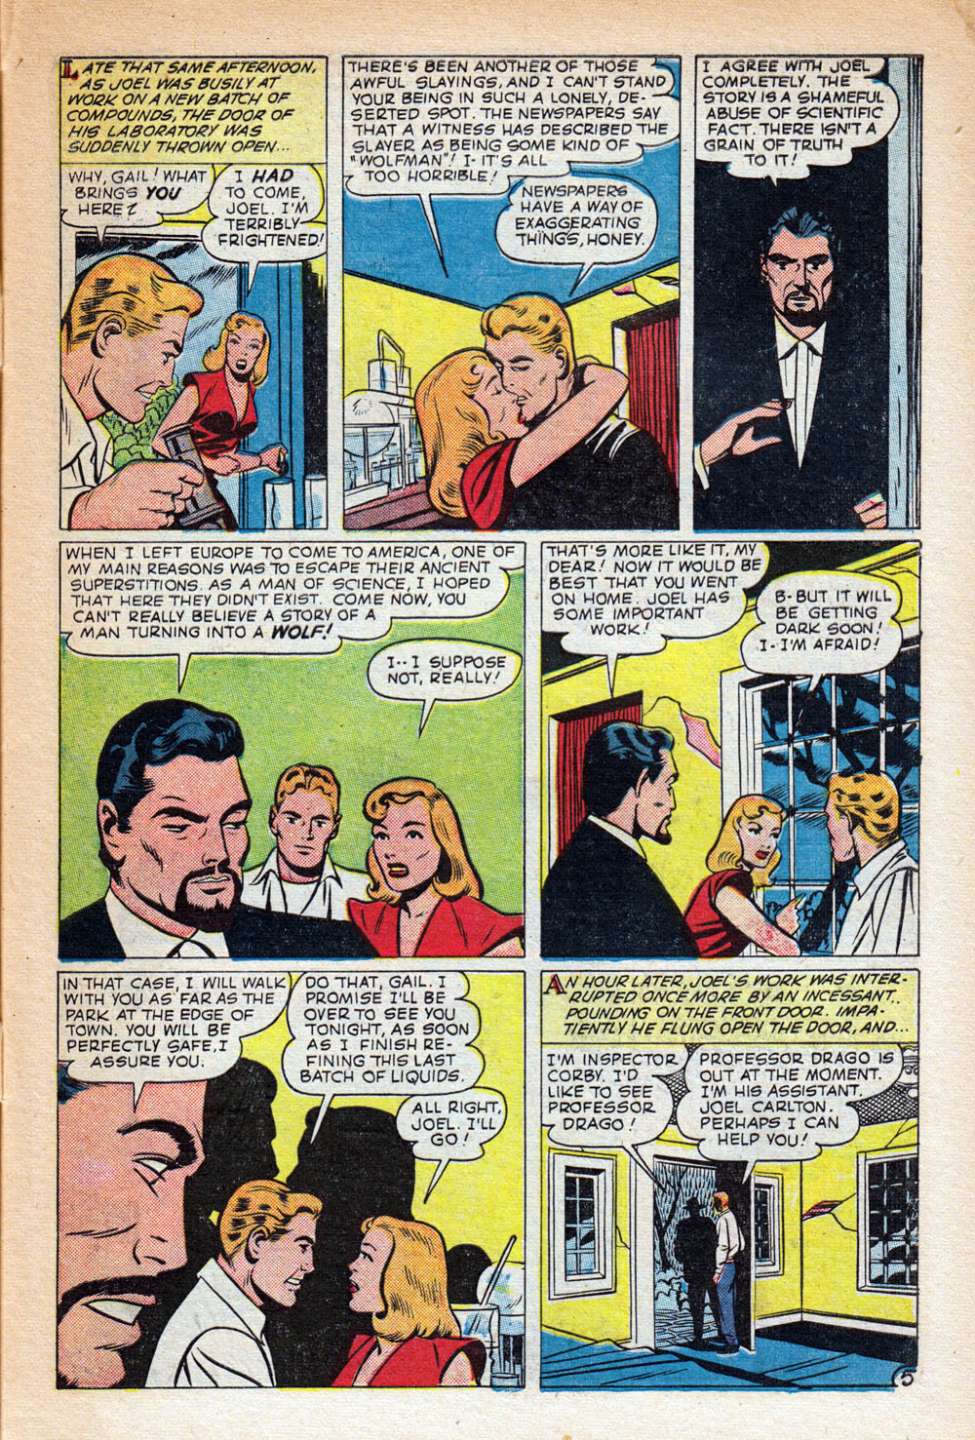 LATE THAT SAME AFTERNOON,
AS JOEL WAS BUSILY AT
WORK ON A NEW BATCH OF
COMPOUNDS, THE DOOR OF
HIS LABORATORY WAS
SUDDENLY THROWN OPEN...
WHY, GAIL! WHAT
BRINGS YOU
HERE?
I HAD
TO COME,
JOEL. I'M
TERRIBLY
FRIGHTENED!
THERE'S BEEN ANOTHER OF THOSE
AWFUL SLAYINGS, AND I CAN'T STAND
YOUR BEING IN SUCH A LONELY, DE-
SERTED SPOT. THE NEWSPAPERS SAY
THAT A WITNESS HAS DESCRIBED THE
SLAYER AS BEING SOME KIND OF
"WOLFMAN"! I- IT'S ALL
TOO HORRIBLE!
NEWSPAPERS
HAVE A WAY OF
EXAGGERATING
THINGS, HONEY.
I AGREE WITH JOEL
COMPLETELY. THE
STORY IS A SHAMEFUL
ABUSE OF SCIENTIFIC
FACT. THERE ISN'T A
GRAIN OF TRUTH
TO IT!
WHEN I LEFT EUROPE TO COME TO AMERICA, ONE OF
MY MAIN REASONS WAS TO ESCAPE THEIR ANCIENT
SUPERSTITIONS. AS A MAN OF SCIENCE, I HOPED
THAT HERE THEY DIDN'T EXIST. COME NOW, YOU
CAN'T REALLY BELIEVE A STORY OF A
MAN TURNING INTO A WOLF!
I-- I SUPPOSE
NOT, REALLY!
THAT'S MORE LIKE IT, MY
DEAR! NOW IT WOULD BE
BEST THAT YOU WENT
ON HOME. JOEL HAS
SOME IMPORTANT
WORK!
B-BUT IT WILL
BE GETTING
DARK SOON!
I- I'M AFRAID!
IN THAT CASE, I WILL WALK
WITH YOU AS FAR AS THE
PARK AT THE EDGE OF
TOWN. YOU WILL BE
PERFECTLY SAFE, I
ASSURE YOU.
DO THAT, GAIL. I
PROMISE I'LL BE
OVER TO SEE YOU
TONIGHT, AS SOON
AS I FINISH RE-
FINING THIS LAST
BATCH OF LIQUIDS.
ALL RIGHT,
JOEL. I'LL
GO!
AN HOUR LATER, JOEL'S WORK WAS INTER-
RUPTED ONCE MORE BY AN INCESSANT
POUNDING ON THE FRONT DOOR. IMPA-
TIENTLY HE FLUNG OPEN THE DOOR, AND...
I'M INSPECTOR
CORBY. I'D
LIKE TO SEE
PROFESSOR
DRAGO!
PROFESSOR DRAGO IS
OUT AT THE MOMENT.
I'M HIS ASSISTANT.
JOEL CARLTON.
PERHAPS I CAN
HELP YOU!
5